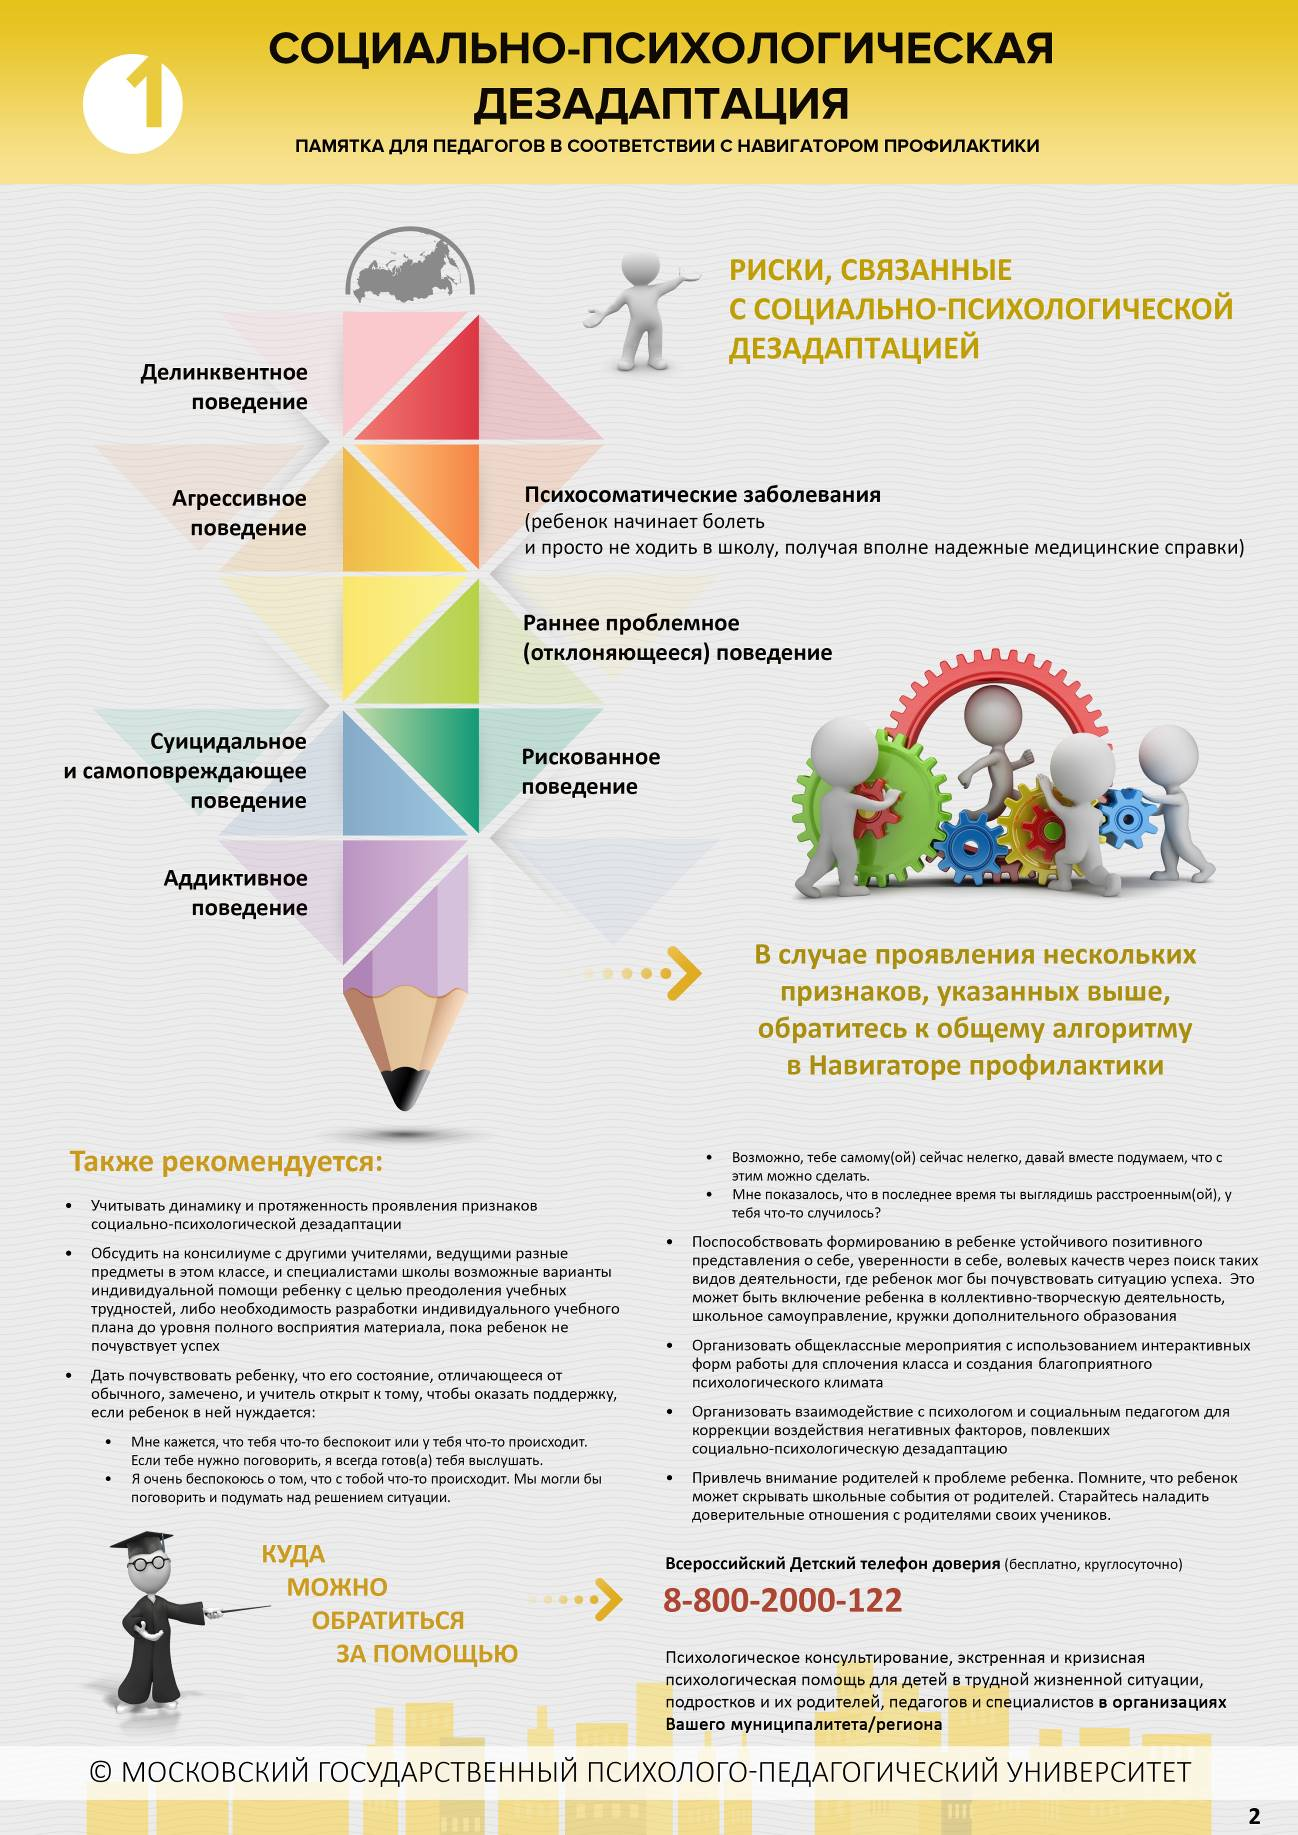 1
СОЦИАЛЬНО-ПСИХОЛОГИЧЕСКАЯ
ДЕЗАДАПТАЦИЯ
ПАМЯТКА ДЛЯ ПЕДАГОГОВ В СООТВЕТСТВИИ С НАВИГАТОРОМ ПРОФИЛАКТИКИ
РИСКИ, СВЯЗАННЫЕ
С СОЦИАЛЬНО-ПСИХОЛОГИЧЕСКОЙ
ДЕЗАДАПТАЦИЕЙ
Делинквентное
поведение
Агрессивное
поведение
Психосоматические заболевания
(ребенок начинает болеть
и просто не ходить в школу, получая вполне надежные медицинские справки)
Раннее проблемное
(отклоняющееся) поведение
Суицидальное
и самоповреждающее
поведение
Рискованное
поведение
Аддиктивное
поведение
В случае проявления нескольких
признаков, указанных выше,
обратитесь к общему алгоритму
в Навигаторе профилактики
Также рекомендуется:
• Учитывать динамику и протяженность проявления признаков
социально-психологической дезадаптации
• Обсудить на консилиуме с другими учителями, ведущими разные
предметы в этом классе, и специалистами школы возможные варианты
индивидуальной помощи ребенку с целью преодоления учебных
трудностей, либо необходимость разработки индивидуального учебного
плана до уровня полного восприятия материала, пока ребенок не
почувствует успех
• Дать почувствовать ребенку, что его состояние, отличающееся от
обычного, замечено, и учитель открыт к тому, чтобы оказать поддержку,
если ребенок в ней нуждается:
• Мне кажется, что тебя что-то беспокоит или у тебя что-то происходит.
Если тебе нужно поговорить, я всегда готов(а) тебя выслушать.
• Я очень беспокоюсь о том, что с тобой что-то происходит. Мы могли бы
поговорить и подумать над решением ситуации.
• Возможно, тебе самому(ой) сейчас нелегко, давай вместе подумаем, что с
этим можно сделать.
• Мне показалось, что в последнее время ты выглядишь расстроенным(ой), у
тебя что-то случилось?
• Поспособствовать формированию в ребенке устойчивого позитивного
представления о себе, уверенности в себе, волевых качеств через поиск таких
видов деятельности, где ребенок мог бы почувствовать ситуацию успеха. Это
может быть включение ребенка в коллективно-творческую деятельность,
школьное самоуправление, кружки дополнительного образования
• Организовать общеклассные мероприятия с использованием интерактивных
форм работы для сплочения класса и создания благоприятного
психологического климата
• Организовать взаимодействие с психологом и социальным педагогом для
коррекции воздействия негативных факторов, повлекших
социально-психологическую дезадаптацию
• Привлечь внимание родителей к проблеме ребенка. Помните, что ребенок
может скрывать школьные события от родителей. Старайтесь наладить
доверительные отношения с родителями своих учеников.
КУДА
МОЖНО
ОБРАТИТЬСЯ
ЗА ПОМОЩЬЮ
Всероссийский Детский телефон доверия (бесплатно, круглосуточно)
8-800-2000-122
Психологическое консультирование, экстренная и кризисная
психологическая помощь для детей в трудной жизненной ситуации,
подростков и их родителей, педагогов и специалистов в организациях
Вашего муниципалитета/региона
© МОСКОВСКИЙ ГОСУДАРСТВЕННЫЙ ПСИХОЛОГО-ПЕДАГОГИЧЕСКИЙ УНИВЕРСИТЕТ
2